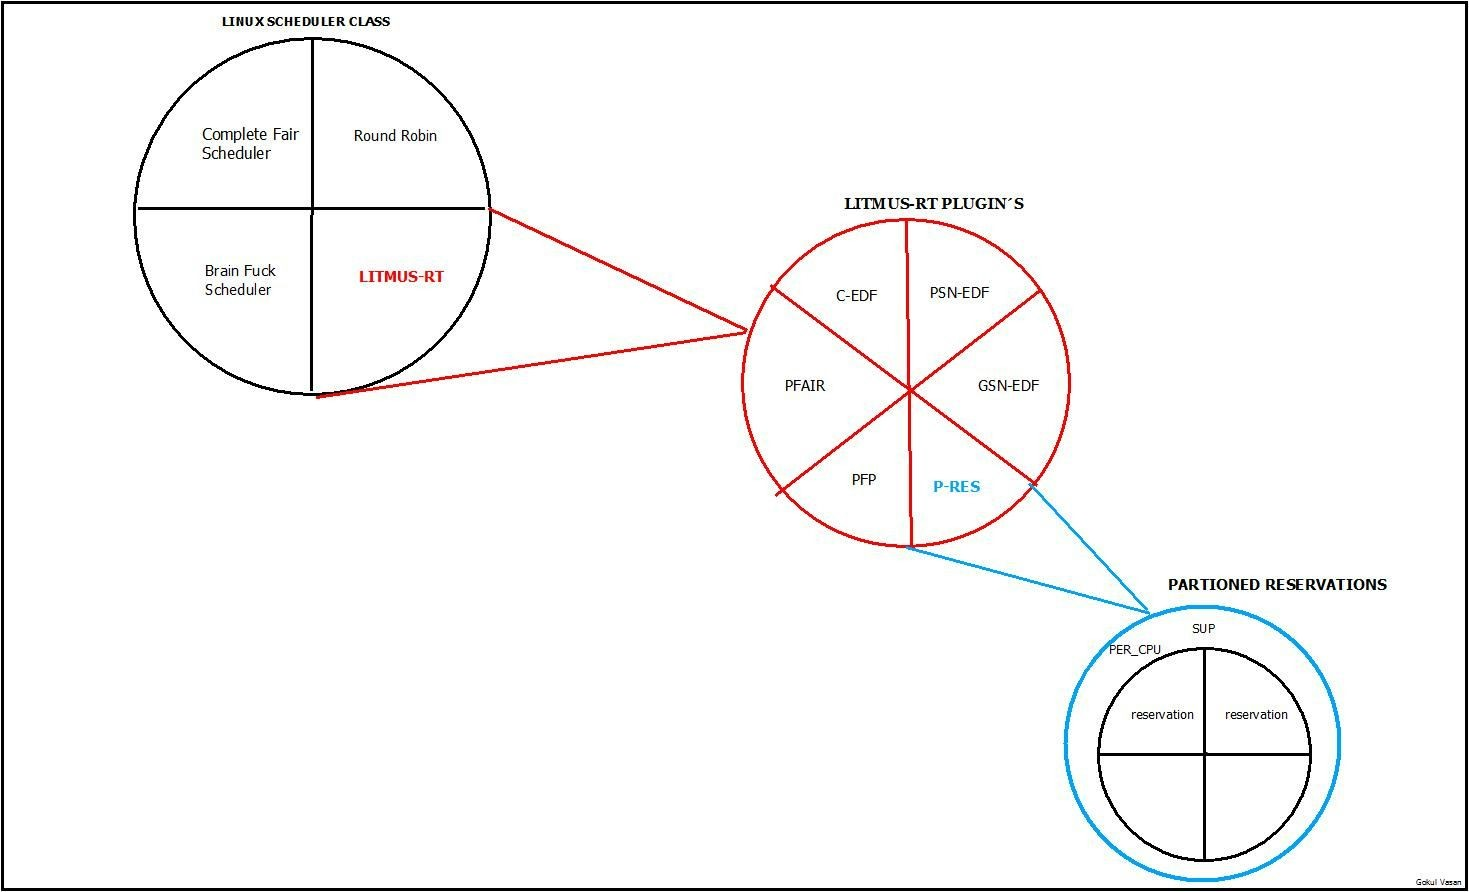 LINUX SCHEDULER CLASS
Complete Fair
Scheduler
Round Robin
Brain Fuck
Scheduler
LITMUS-RT
LITMUS-RT PLUGIN´S
C-EDF
PSN-EDF
PFAIR
GSN-EDF
PFP
P-RES
PARTIONED RESERVATIONS
SUP
PER_CPU
reservation
reservation
Gokul Vasan